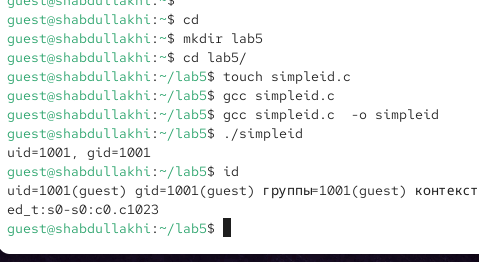 guest@shabdullakhi:~$
guest@shabdullakhi:~$ cd
guest@shabdullakhi:~$ mkdir lab5
guest@shabdullakhi:~$ cd lab5/
guest@shabdullakhi:~/lab5$ touch simpleid.c
guest@shabdullakhi:~/lab5$ gcc simpleid.c
guest@shabdullakhi:~/lab5$ gcc simpleid.c  -o simpleid
guest@shabdullakhi:~/lab5$ ./simpleid
uid=1001, gid=1001
guest@shabdullakhi:~/lab5$ id
uid=1001(guest) gid=1001(guest) группы=1001(guest) контекст
ed_t:s0-s0:c0.c1023
guest@shabdullakhi:~/lab5$